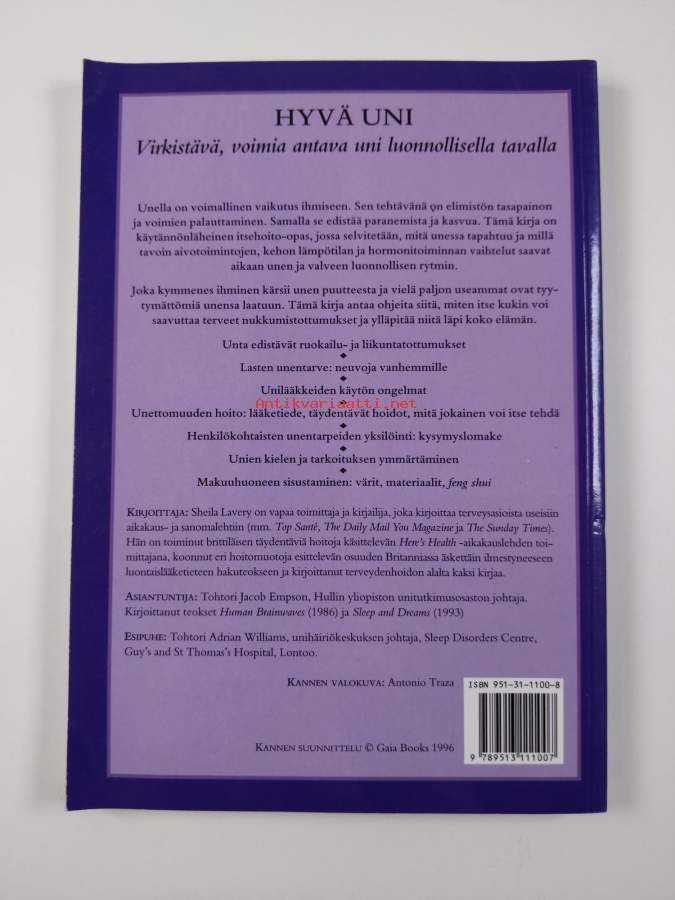 HYVÄ UNI
Virkistävä, voimia antava uni luonnollisella tavalla
Unella on voimallinen vaikutus ihmiseen. Sen tehtävänä on elimistön tasapainon
ja voimien palauttaminen. Samalla se edistää paranemista ja kasvua. Tämä kirja on
käytännönläheinen itsehoito-opas, jossa selvitetään, mitä unessa tapahtuu ja millä
tavoin aivotoimintojen, kehon lämpötilan ja hormonitoiminnan vaihtelut saavat
aikaan unen ja valveen luonnollisen rytmin.
Joka kymmenes ihminen kärsii unen puutteesta ja vielä paljon useammat ovat tyy-
tymättömiä unensa laatuun. Tämä kirja antaa ohjeita siitä, miten itse kukin voi
saavuttaa terveet nukkumistottumukset ja ylläpitää niitä läpi koko elämän.
Unta edistävät ruokailu- ja liikuntatottumukset
Lasten unentarve: neuvoja vanhemmille
Unilääkkeiden käytön ongelmat
Antikvariaatti.net
Unettomuuden hoito: lääketiede, täydentävät hoidot, mitä jokainen voi itse tehdä
Henkilökohtaisten unentarpeiden yksilöinti: kysymyslomake
Unien kielen ja tarkoituksen ymmärtäminen
Makuuhuoneen sisustaminen: värit, materiaalit, feng shui
KIRJOITTAJA: Sheila Lavery on vapaa toimittaja ja kirjailija, joka kirjoittaa terveysasioista useisiin
aikakaus- ja sanomalehtiin (mm. Top Santé, The Daily Mail You Magazine ja The Sunday Times).
Hän on toiminut brittiläisen täydentäviä hoitoja käsittelevän Here's Health -aikakauslehden toi-
mittajana, koonnut eri hoitomuotoja esittelevän osuuden Britanniassa äskettäin ilmestyneeseen
luontaislääketieteen hakuteokseen ja kirjoittanut terveydenhoidon alalta kaksi kirjaa.
ASIANTUNTIJA: Tohtori Jacob Empson, Hullin yliopiston unitutkimusosaston johtaja.
Kirjoittanut teokset Human Brainwaves (1986) ja Sleep and Dreams (1993)
ESIPUHE: Tohtori Adrian Williams, unihäiriökeskuksen johtaja, Sleep Disorders Centre,
Guy's and St Thomas's Hospital, Lontoo.
KANNEN VALOKUVA: Antonio Traza
ISBN 951-31-1100-8
KANNEN SUUNNITTELU © Gaia Books 1996
9 789513 111007